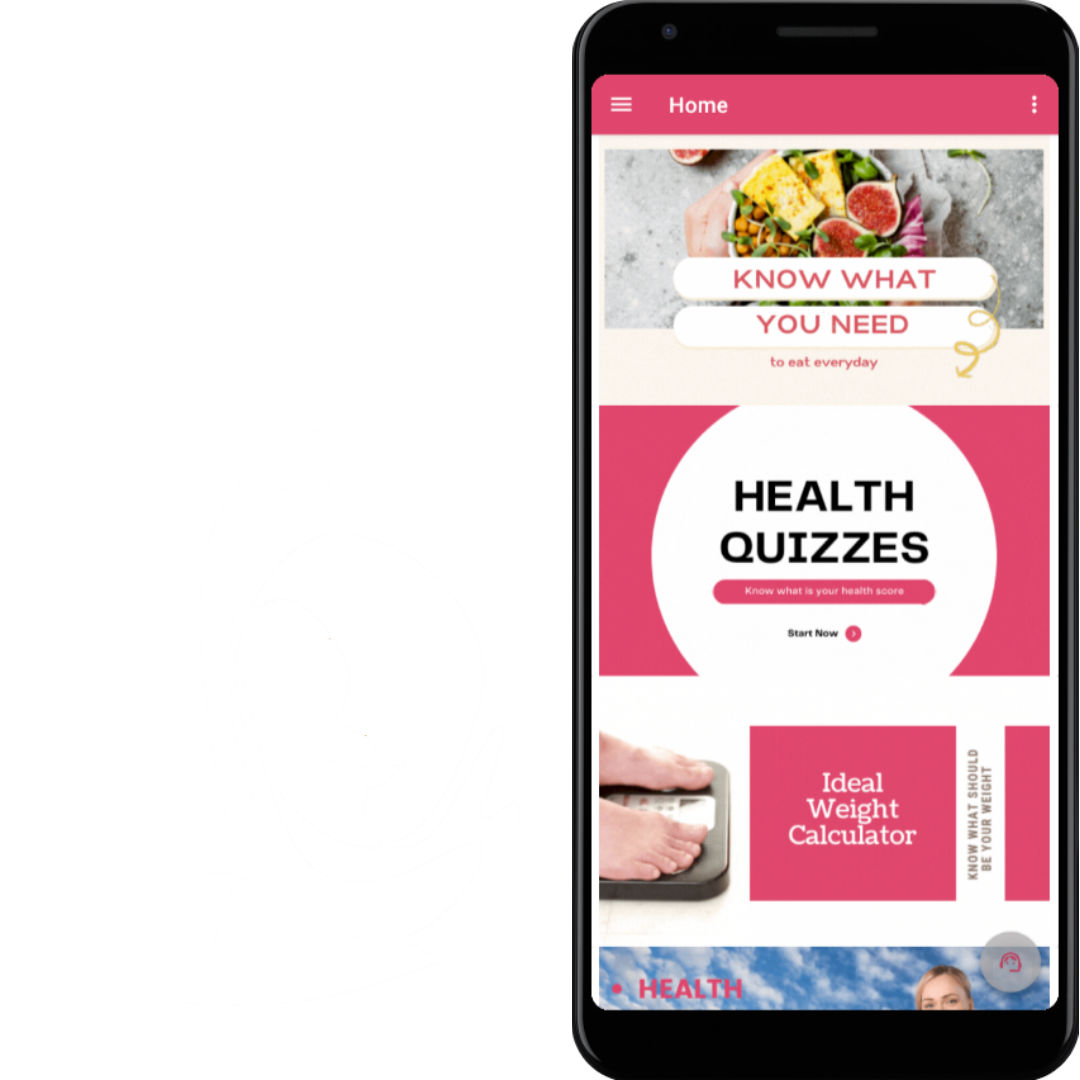 Home
KNOW WHAT
YOU NEED
to eat everyday
HEALTH
QUIZZES
Know what is your health score
Start Now
Ideal
Weight
Calculator
KNOW WHAT SHOULD
BE YOUR WEIGHT
• HEALTH